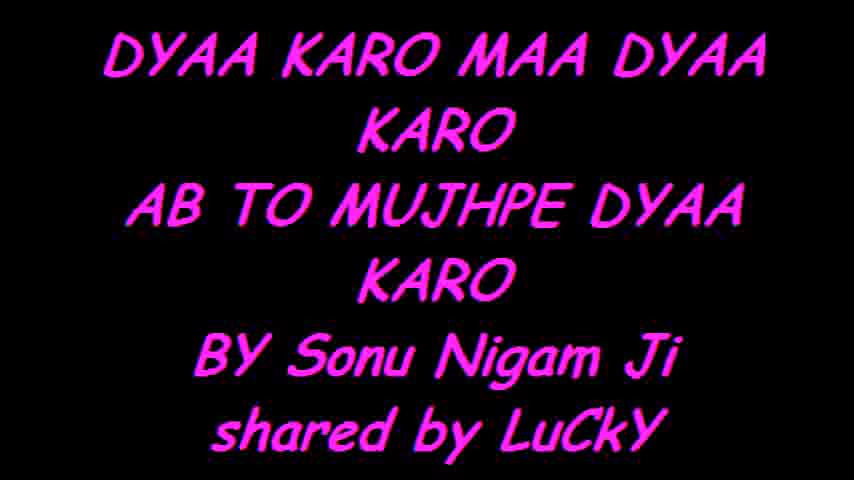 DYAA KARO MAA DYAA
KARO
AB TO MUJHPE DYAA
KARO
BY Sonu Nigam Ji
shared by LuCkY